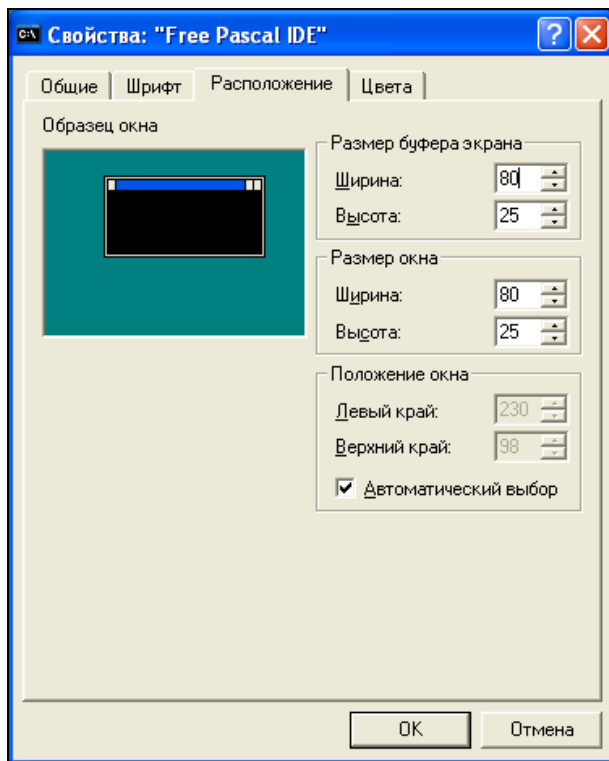 C:\ Свойства: "Free Pascal IDE" ?
Общие Шрифт Расположение Цвета
Образец окна
Размер буфера экрана
Ширина: 80
Высота: 25
Размер окна
Ширина: 80
Высота: 25
Положение окна
Левый край: 230
Верхний край: 98
Автоматический выбор
OK Отмена